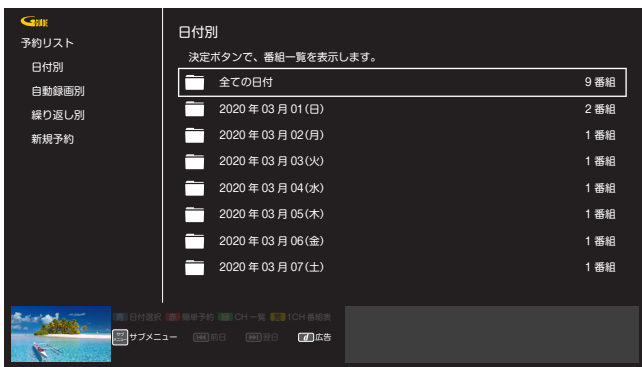 G-GUIDE
予約リスト
日付別
自動録画別
繰り返し別
新規予約
日付別
決定ボタンで、番組一覧を表示します。
全ての日付 9 番組
2020 年 03 月 01(日) 2 番組
2020 年 03 月 02(月) 1 番組
2020 年 03 月 03(火) 1 番組
2020 年 03 月 04(水) 1 番組
2020 年 03 月 05(木) 1 番組
2020 年 03 月 06(金) 1 番組
2020 年 03 月 07(土) 1 番組
青 日付選択 赤 簡単予約 緑 CH 一覧 黄 1CH 番組表
サブメニュー 前日 翌日 d 広告